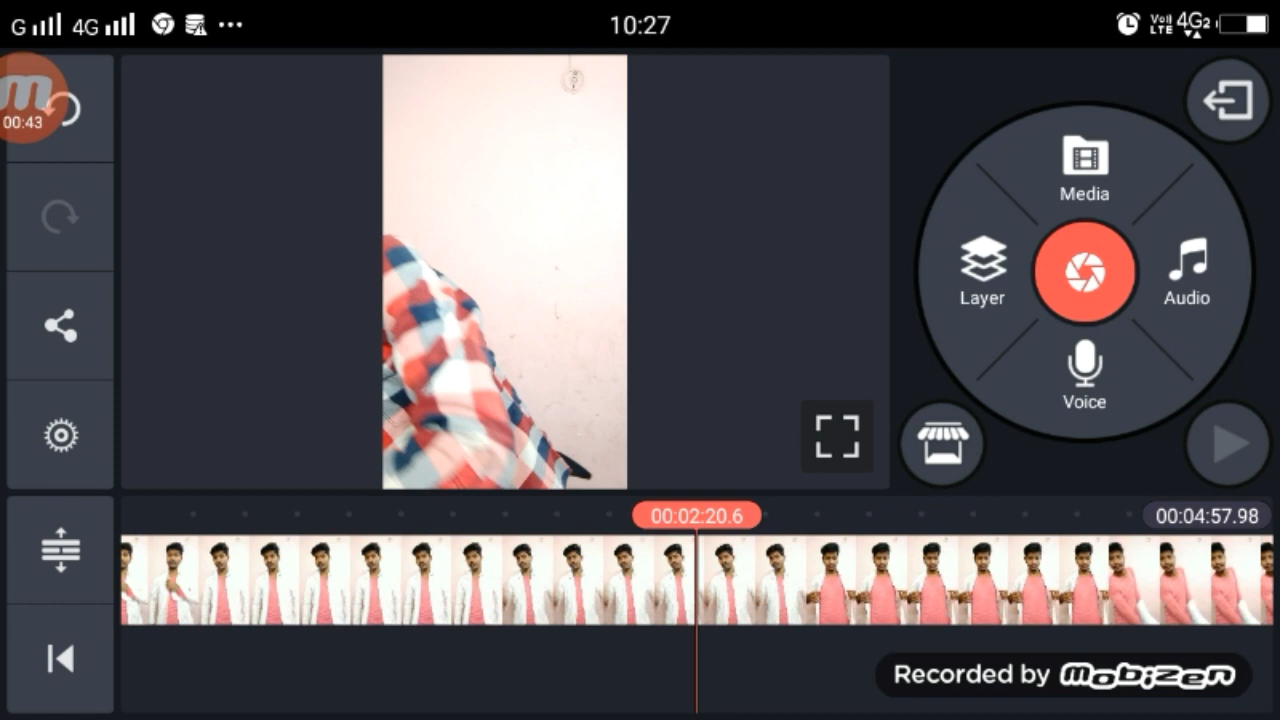 G 4G 10:27 Vo)) LTE 4G2
m
00:43
Media
Layer
Audio
Voice
00:02:20.6
00:04:57.98
Recorded by mobizen